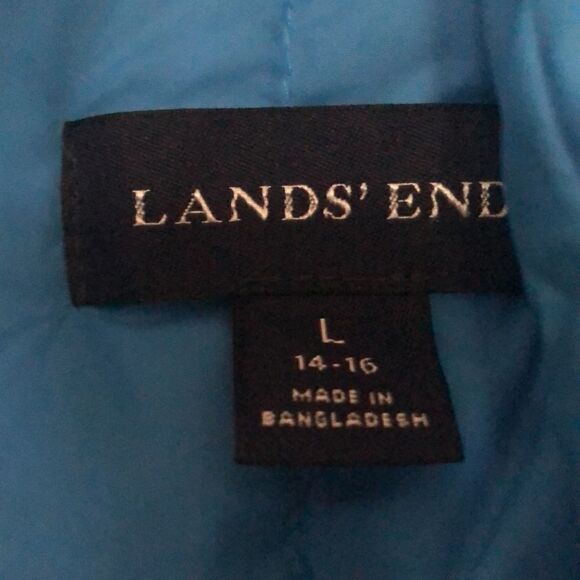 LANDS' END
L
14-16
MADE IN
BANGLADESH